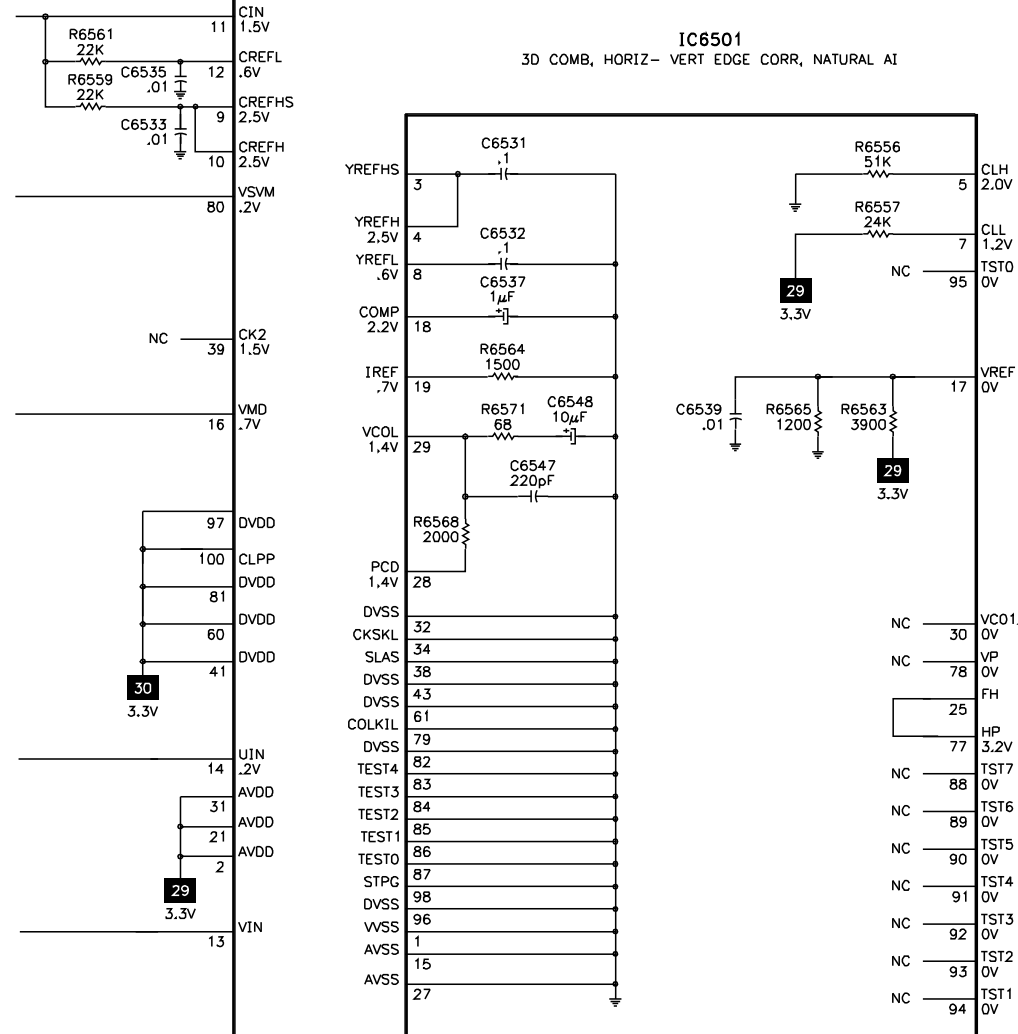 CIN
11 1.5V
R6561
22K
CREFL
12 .6V
C6535
.01
R6559
22K
CREFHS
9 2.5V
C6533
.01
CREFH
10 2.5V
VSVM
80 .2V
NC
CK2
39 1.5V
VMD
16 .7V
97 DVDD
100 CLPP
DVDD
81
DVDD
60
DVDD
41
30
3.3V
UIN
14 .2V
AVDD
31
AVDD
21
AVDD
2
29
3.3V
VIN
13
IC6501
3D COMB, HORIZ- VERT EDGE CORR, NATURAL AI
C6531
.1
YREFHS
3
YREFH
2.5V 4
C6532
.1
YREFL
.6V 8
C6537
1µF
+
COMP
2.2V 18
R6564
1500
IREF
.7V 19
R6571
68
C6548
10µF
+
VCOL
1.4V 29
C6547
220pF
R6568
2000
PCD
1.4V 28
DVSS
32
CKSKL
34
SLAS
38
DVSS
43
DVSS
61
COLKIL
79
DVSS
82
TEST4
83
TEST3
84
TEST2
85
TEST1
86
TEST0
87
STPG
98
DVSS
96
VVSS
1
AVSS
15
AVSS
27
R6556
51K
CLH
5 2.0V
R6557
24K
CLL
7 1.2V
29
3.3V
NC
TST0
95 0V
VREF
17 0V
C6539
.01
R6565
1200
R6563
3900
29
3.3V
NC
VCO1
30 0V
NC
VP
78 0V
FH
25
HP
77 3.2V
NC
TST7
88 0V
NC
TST6
89 0V
NC
TST5
90 0V
NC
TST4
91 0V
NC
TST3
92 0V
NC
TST2
93 0V
NC
TST1
94 0V